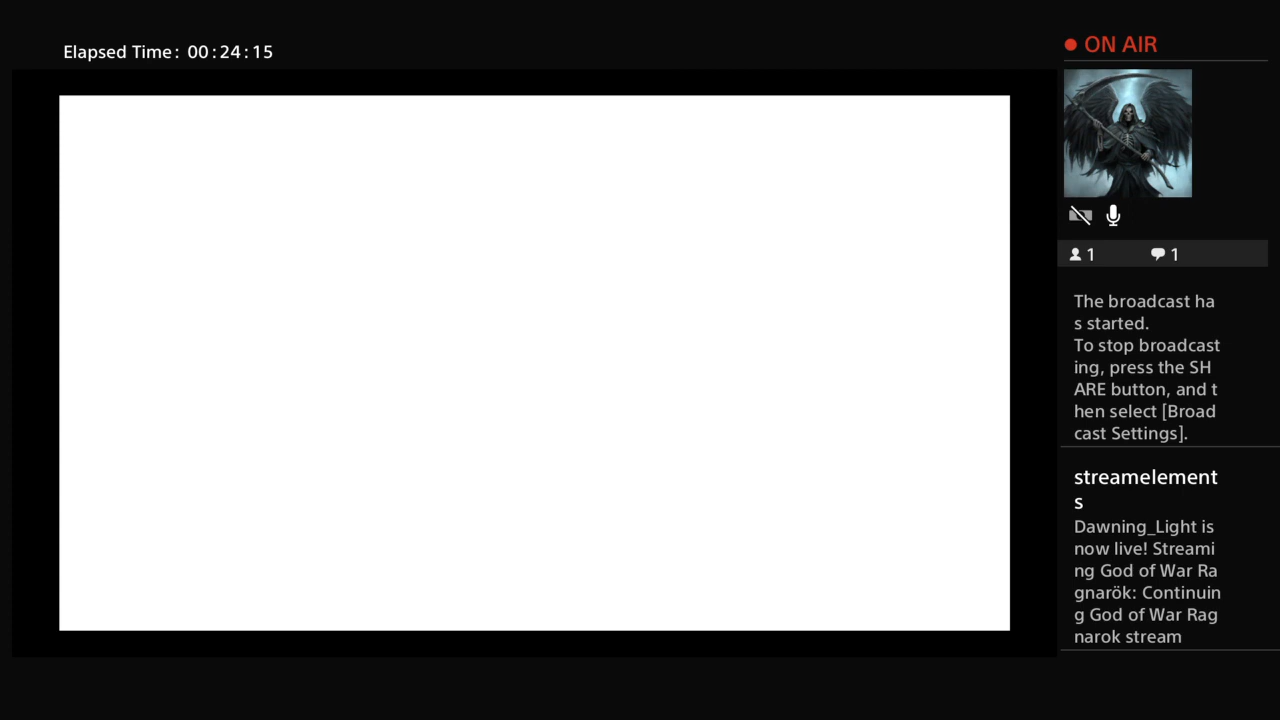 Elapsed Time: 00:24:15
ON AIR
1
1
The broadcast ha
s started.
To stop broadcast
ing, press the SH
ARE button, and t
hen select [Broad
cast Settings].
streamelement
s
Dawning_Light is
now live! Streami
ng God of War Ra
gnarök: Continuin
g God of War Rag
narok stream